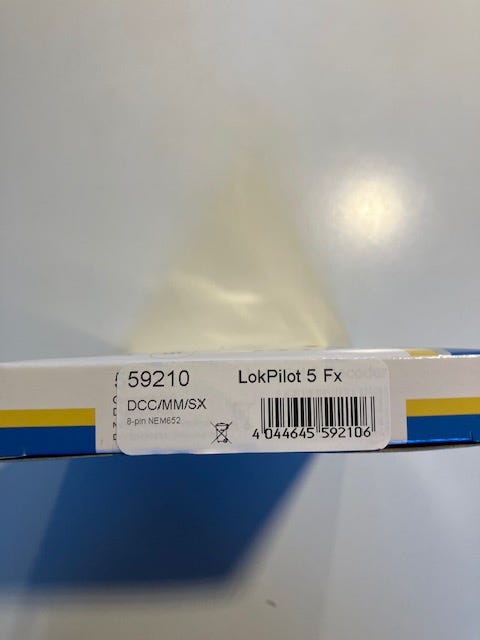 59210 LokPilot 5 Fx
DCC/MM/SX
8-pin NEM652
4 044645 592106